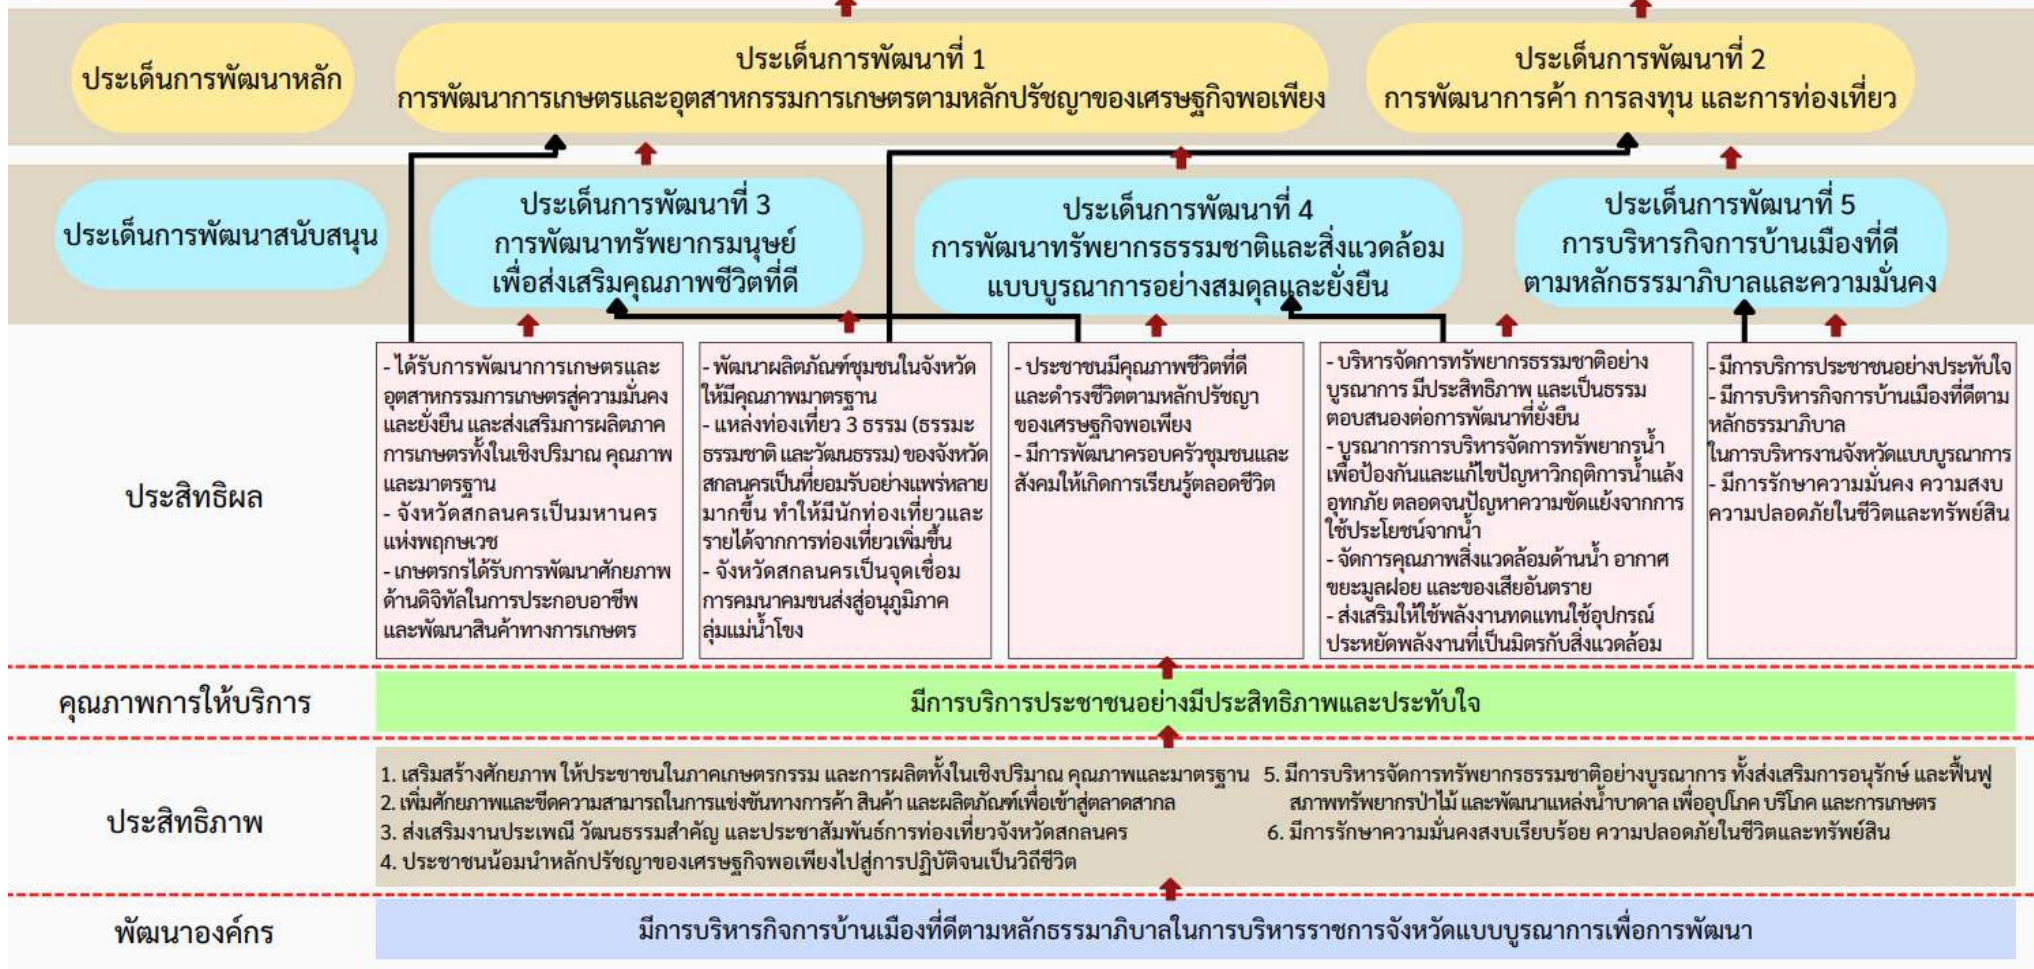 ประเด็นการพัฒนาหลัก
ประเด็นการพัฒนาที่ 1
การพัฒนาการเกษตรและอุตสาหกรรมการเกษตรตามหลักปรัชญาของเศรษฐกิจพอเพียง
ประเด็นการพัฒนาที่ 2
การพัฒนาการค้า การลงทุน และการท่องเที่ยว
ประเด็นการพัฒนาสนับสนุน
ประเด็นการพัฒนาที่ 3
การพัฒนาทรัพยากรมนุษย์
เพื่อส่งเสริมคุณภาพชีวิตที่ดี
ประเด็นการพัฒนาที่ 4
การพัฒนาทรัพยากรธรรมชาติและสิ่งแวดล้อม
แบบบูรณาการอย่างสมดุลและยั่งยืน
ประเด็นการพัฒนาที่ 5
การบริหารกิจการบ้านเมืองที่ดี
ตามหลักธรรมาภิบาลและความมั่นคง
ประสิทธิผล
- ได้รับการพัฒนาการเกษตรและ
อุตสาหกรรมการเกษตรสู่ความมั่นคง
และยั่งยืน และส่งเสริมการผลิตภาค
การเกษตรทั้งในเชิงปริมาณ คุณภาพ
และมาตรฐาน
- จังหวัดสกลนครเป็นมหานคร
แห่งพฤกษเวช
- เกษตรกรได้รับการพัฒนาศักยภาพ
ด้านดิจิทัลในการประกอบอาชีพ
และพัฒนาสินค้าทางการเกษตร
- พัฒนาผลิตภัณฑ์ชุมชนในจังหวัด
ให้มีคุณภาพมาตรฐาน
- แหล่งท่องเที่ยว 3 ธรรม (ธรรมะ
ธรรมชาติ และวัฒนธรรม) ของจังหวัด
สกลนครเป็นที่ยอมรับอย่างแพร่หลาย
มากขึ้น ทำให้มีนักท่องเที่ยวและ
รายได้จากการท่องเที่ยวเพิ่มขึ้น
- จังหวัดสกลนครเป็นจุดเชื่อม
การคมนาคมขนส่งสู่อนุภูมิภาค
ลุ่มแม่น้ำโขง
- ประชาชนมีคุณภาพชีวิตที่ดี
และดำรงชีวิตตามหลักปรัชญา
ของเศรษฐกิจพอเพียง
- มีการพัฒนาครอบครัวชุมชนและ
สังคมให้เกิดการเรียนรู้ตลอดชีวิต
- บริหารจัดการทรัพยากรธรรมชาติอย่าง
บูรณาการ มีประสิทธิภาพ และเป็นธรรม
ตอบสนองต่อการพัฒนาที่ยั่งยืน
- บูรณาการการบริหารจัดการทรัพยากรน้ำ
เพื่อป้องกันและแก้ไขปัญหาวิกฤติการน้ำแล้ง
อุทกภัย ตลอดจนปัญหาความขัดแย้งจากการ
ใช้ประโยชน์จากน้ำ
- จัดการคุณภาพสิ่งแวดล้อมด้านน้ำ อากาศ
ขยะมูลฝอย และของเสียอันตราย
- ส่งเสริมให้ใช้พลังงานทดแทนใช้อุปกรณ์
ประหยัดพลังงานที่เป็นมิตรกับสิ่งแวดล้อม
- มีการบริการประชาชนอย่างประทับใจ
- มีการบริหารกิจการบ้านเมืองที่ดีตาม
หลักธรรมาภิบาล
ในการบริหารงานจังหวัดแบบบูรณาการ
- มีการรักษาความมั่นคง ความสงบ
ความปลอดภัยในชีวิตและทรัพย์สิน
คุณภาพการให้บริการ
มีการบริการประชาชนอย่างมีประสิทธิภาพและประทับใจ
ประสิทธิภาพ
1. เสริมสร้างศักยภาพ ให้ประชาชนในภาคเกษตรกรรม และการผลิตทั้งในเชิงปริมาณ คุณภาพและมาตรฐาน
2. เพิ่มศักยภาพและขีดความสามารถในการแข่งขันทางการค้า สินค้า และผลิตภัณฑ์เพื่อเข้าสู่ตลาดสากล
3. ส่งเสริมงานประเพณี วัฒนธรรมสำคัญ และประชาสัมพันธ์การท่องเที่ยวจังหวัดสกลนคร
4. ประชาชนน้อมนำหลักปรัชญาของเศรษฐกิจพอเพียงไปสู่การปฏิบัติจนเป็นวิถีชีวิต
5. มีการบริหารจัดการทรัพยากรธรรมชาติอย่างบูรณาการ ทั้งส่งเสริมการอนุรักษ์ และฟื้นฟู
สภาพทรัพยากรป่าไม้ และพัฒนาแหล่งน้ำบาดาล เพื่ออุปโภค บริโภค และการเกษตร
6. มีการรักษาความมั่นคงสงบเรียบร้อย ความปลอดภัยในชีวิตและทรัพย์สิน
พัฒนาองค์กร
มีการบริหารกิจการบ้านเมืองที่ดีตามหลักธรรมาภิบาลในการบริหารราชการจังหวัดแบบบูรณาการเพื่อการพัฒนา